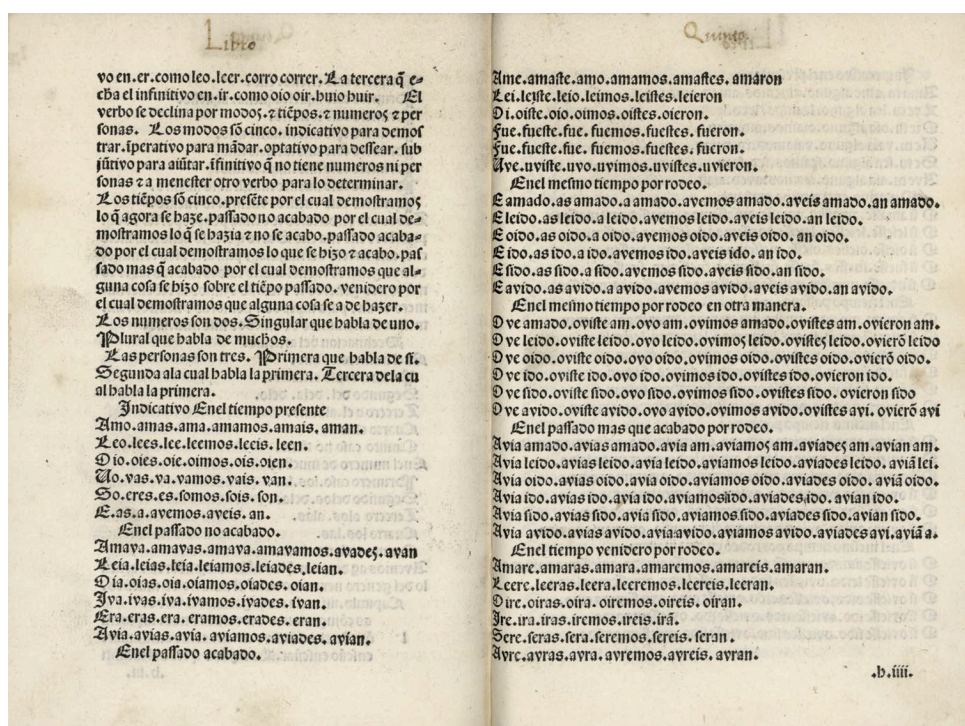 Libro
vo en.er.como leo.leer.corro correr. La tercera q̃ e⸗
cha el infinitivo en.ir.como oio oir.huio huir. El
verbo se declina por modos.⁊ tiẽpos.⁊ numeros ⁊ per
sonas. Los modos sõ cinco. indicativo para demos
trar.ĩperativo para mãdar.optativo para dessear. sub
jũtivo para aiũtar.ĩfinitivo q̃ no tiene numeros ni per
sonas ⁊ a menester otro verbo para lo determinar.
Los tiẽpos sõ cinco. presẽte por el cual demostramos
lo q̃ agora se haze.passado no acabado por el cual de⸗
mostramos lo q̃ se hazia ⁊ no se acabo.passado acaba⸗
do por el cual demostramos lo que se hizo ⁊ acabo.pas
sado mas q̃ acabado por el cual demostramos que al⸗
guna cosa se hizo sobre el tiẽpo passado. venidero por
el cual demostramos que alguna cosa se a de hazer.
Los numeros son dos. Singular que habla de uno.
Plural que habla de muchos.
Las personas son tres. Primera que habla de si.
Segunda ala cual habla la primera. Tercera dela cu
al habla la primera.
Indicativo Enel tiempo presente
Amo.amas.ama.amamos.amais. aman.
Leo.lees.lee.leemos.leeis. leen.
Oio.oies.oie.oimos.ois.oien.
Uo.vas.va.vamos.vais. van.
So.eres.es.somos.sois. son.
E.as.a.avemos.aveis. an.
Enel passado no acabado.
Amava.amavas.amava.amavamos.avades. avan
Leia.leias.leia.leiamos.leiades.leian.
Oia.oias.oia.oiamos.oiades. oian.
Iva.ivas.iva.ivamos.ivades. ivan.
Era.eras.era. eramos.erades. eran.
Avia.avias.avia. aviamos.aviades. avian.
Enel passado acabado.
Quinto.
Ame.amaste.amo.amamos.amastes. amaron
Lei.leiste.leio.leimos.leistes.leieron
Oi.oiste.oio.oimos.oistes.oieron.
Fue.fueste.fue. fuemos.fuestes. fueron.
Fue.fueste.fue. fuemos.fuestes. fueron.
Uve.uviste.uvo.uvimos.uvistes.uvieron.
Enel mesmo tiempo por rodeo.
E amado.as amado.a amado.avemos amado.aveis amado.an amado.
E leido.as leido.a leido.avemos leido.aveis leido.an leido.
E oido.as oido.a oido.avemos oido.aveis oido. an oido.
E ido.as ido.a ido.avemos ido.aveis ido. an ido.
E sido.as sido.a sido.avemos sido.aveis sido.an sido.
E avido.as avido.a avido.avemos avido.aveis avido.an avido.
Enel mesmo tiempo por rodeo en otra manera.
Ove amado.oviste am.ovo am.ovimos amado.ovistes am.ovieron am.
Ove leido.oviste leido.ovo leido.ovimos leido.ovistes leido.ovierõ leido
Ove oido.oviste oido.ovo oido.ovimos oido.ovistes oido.ovierõ oido.
Ove ido.oviste ido.ovo ido.ovimos ido.ovistes ido.ovieron ido.
Ove sido.oviste sido.ovo sido.ovimos sido.ovistes sido. ovieron sido
Ove avido.oviste avido.ovo avido.ovimos avido.ovistes avi. ovierõ avi
Enel passado mas que acabado por rodeo.
Avia amado.avias amado.avia am.aviamos am.aviades am.avian am.
Avia leido.avias leido.avia leido.aviamos leido.aviades leido.aviã lei.
Avia oido.avias oido.avia oido.aviamos oido.aviades oido. aviã oido.
Avia ido.avias ido.avia ido.aviamos ido.aviades ido. avian ido.
Avia sido.avias sido.avia sido.aviamos.sido.aviades sido.avian sido.
Avia avido.avias avido.avia avido.aviamos avido.aviades avi.aviã a.
Enel tiempo venidero por rodeo.
Amare.amaras.amara.amaremos.amareis.amaran.
Leere.leeras.leera.leeremos.leereis.leeran.
Oire.oiras.oira. oiremos.oireis. oiran.
Ire.ira.iras.iremos.ireis.irã.
Sere.seras.sera.seremos.sereis. seran.
Avre.avras.avra. avremos.avreis. avran.
.b.iiii.